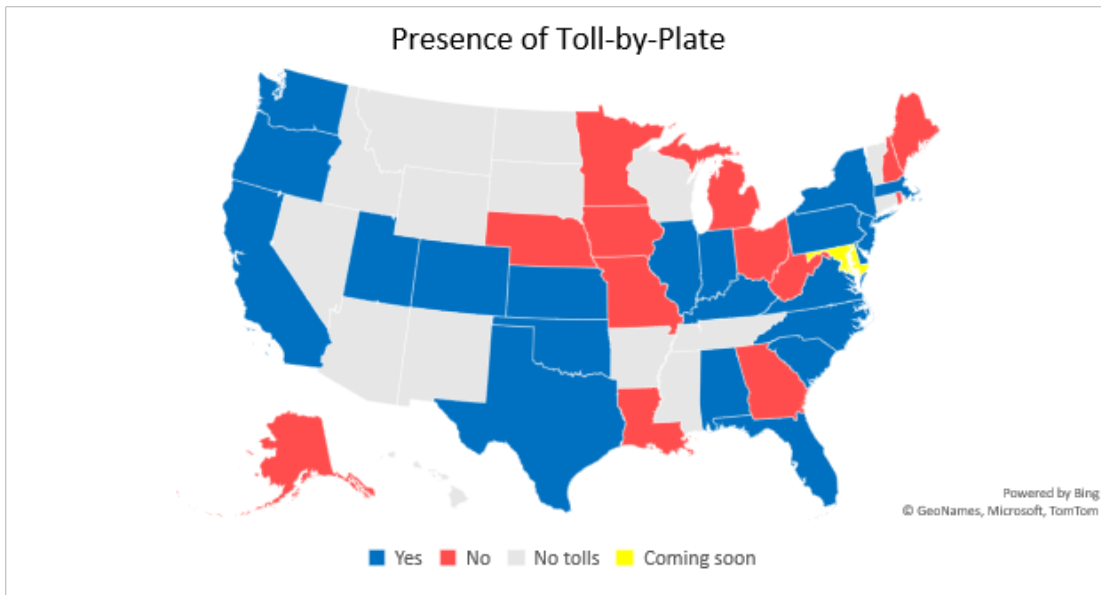 Presence of Toll-by-Plate
Powered by Bing
© GeoNames, Microsoft, TomTom
Yes No No tolls Coming soon